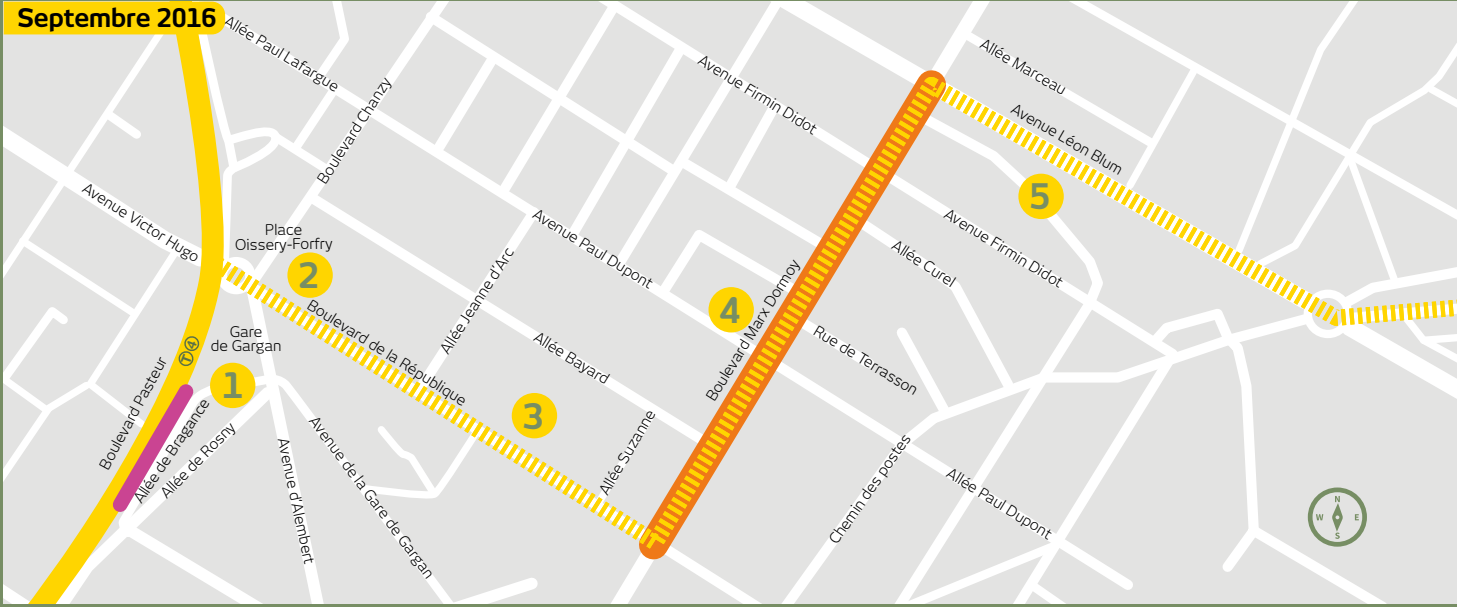 Septembre 2016
Allée Paul Lafargue
Boulevard Chanzy
Avenue Firmin Didot
Allée Marceau
Avenue Léon Blum
5
Avenue Victor Hugo
Place
Oissery-Forfry
2
Avenue Paul Dupont
Allée Jeanne d'Arc
Allée Curel
Avenue Firmin Didot
Boulevard de la République
4
Boulevard Marx Dormoy
Rue de Terrasson
T4
Gare
de Gargan
1
Allée Bayard
3
Boulevard Pasteur
Allée de Bragance
Allée de Rosny
Avenue d'Alembert
Avenue de la Gare de Gargan
Allée Suzanne
Chemin des postes
Allée Paul Dupont
N
W E
S